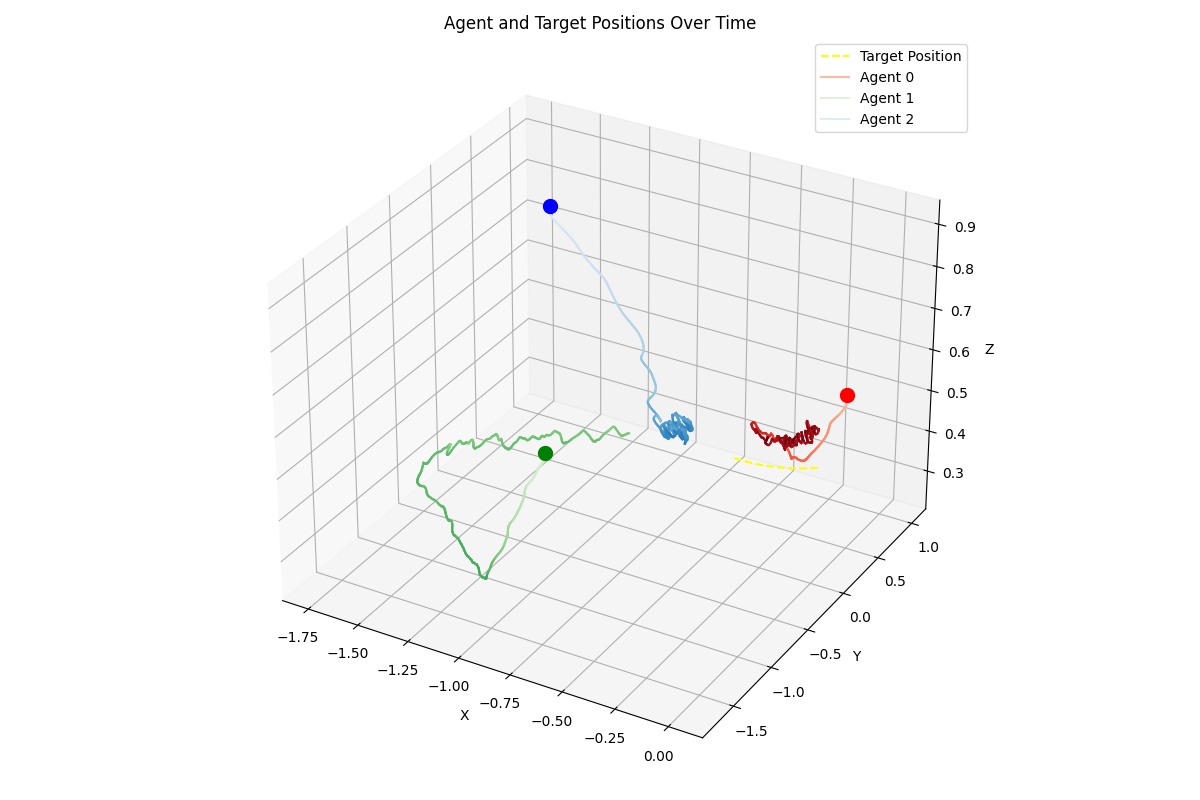 Agent and Target Positions Over Time
Target Position
Agent 0
Agent 1
Agent 2
0.9
0.8
0.7
0.6
0.5
0.4
0.3
Z
1.0
0.5
0.0
−0.5
−1.0
−1.5
Y
−1.75
−1.50
−1.25
−1.00
−0.75
−0.50
−0.25
0.00
X